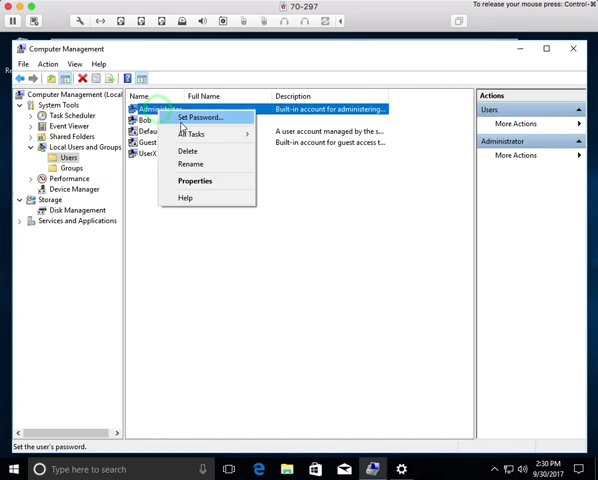 70-297
To release your mouse press: Control-⌘
Computer Management
File Action View Help
Computer Management (Local
System Tools
Task Scheduler
Event Viewer
Shared Folders
Local Users and Groups
Users
Groups
Performance
Device Manager
Storage
Disk Management
Services and Applications
Name Full Name Description
Administrator Built-in account for administering...
Bob
Defau A user account managed by the s...
Guest Built-in account for guest access t...
UserX
Set Password...
All Tasks
Delete
Rename
Properties
Help
Actions
Users
More Actions
Administrator
More Actions
Set the user's password.
Type here to search
2:30 PM
9/30/2017